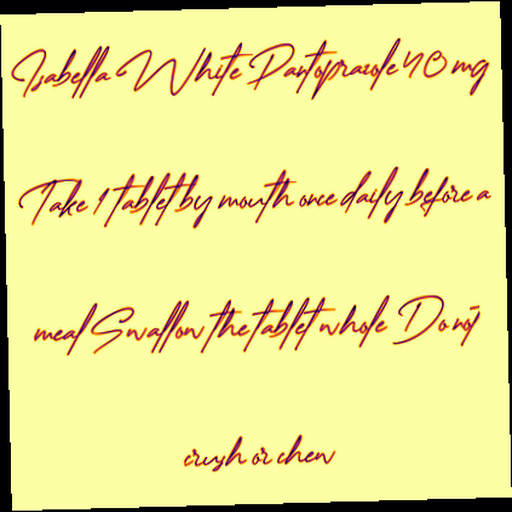 Isabella White Pantoprazole 40 mg
Take 1 tablet by mouth once daily before a
meal Swallow the tablet whole Do not
crush or chew